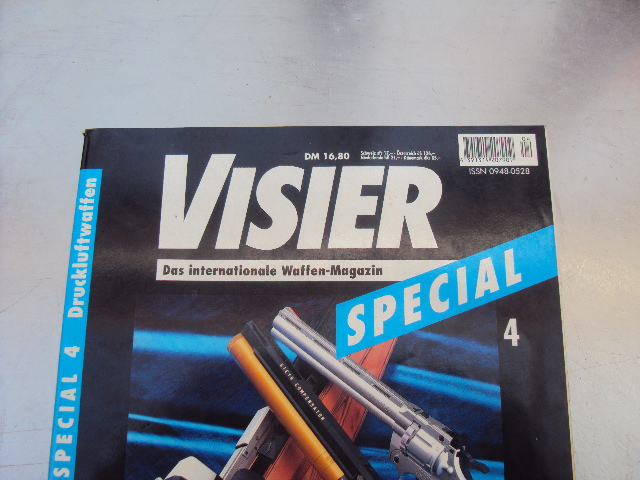 DM 16,80
ISSN 0948-0528
VISIER
Das internationale Waffen-Magazin
SPECIAL
4
SPECIAL 4 Druckluftwaffen